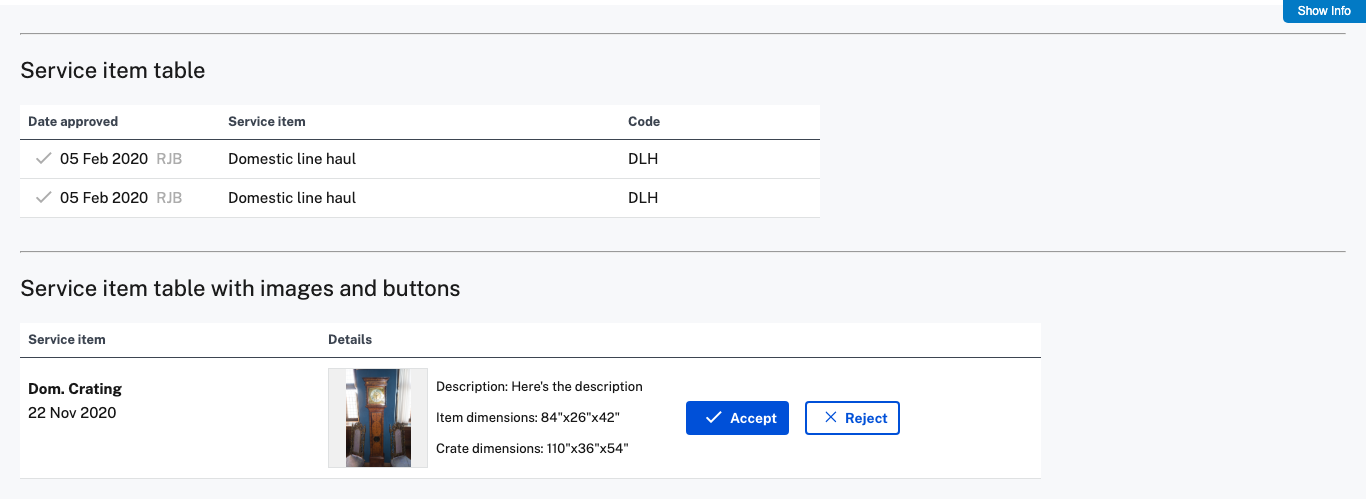 Show Info
Service item table
Date approved Service item Code
05 Feb 2020 RJB Domestic line haul DLH
05 Feb 2020 RJB Domestic line haul DLH
Service item table with images and buttons
Service item Details
Dom. Crating
22 Nov 2020
Description: Here's the description
Item dimensions: 84"x26"x42"
Crate dimensions: 110"x36"x54"
Accept
Reject